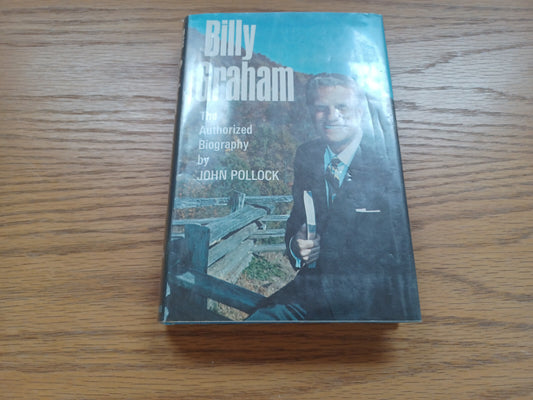 Billy
Graham
The
Authorized
Biography
by
JOHN POLLOCK